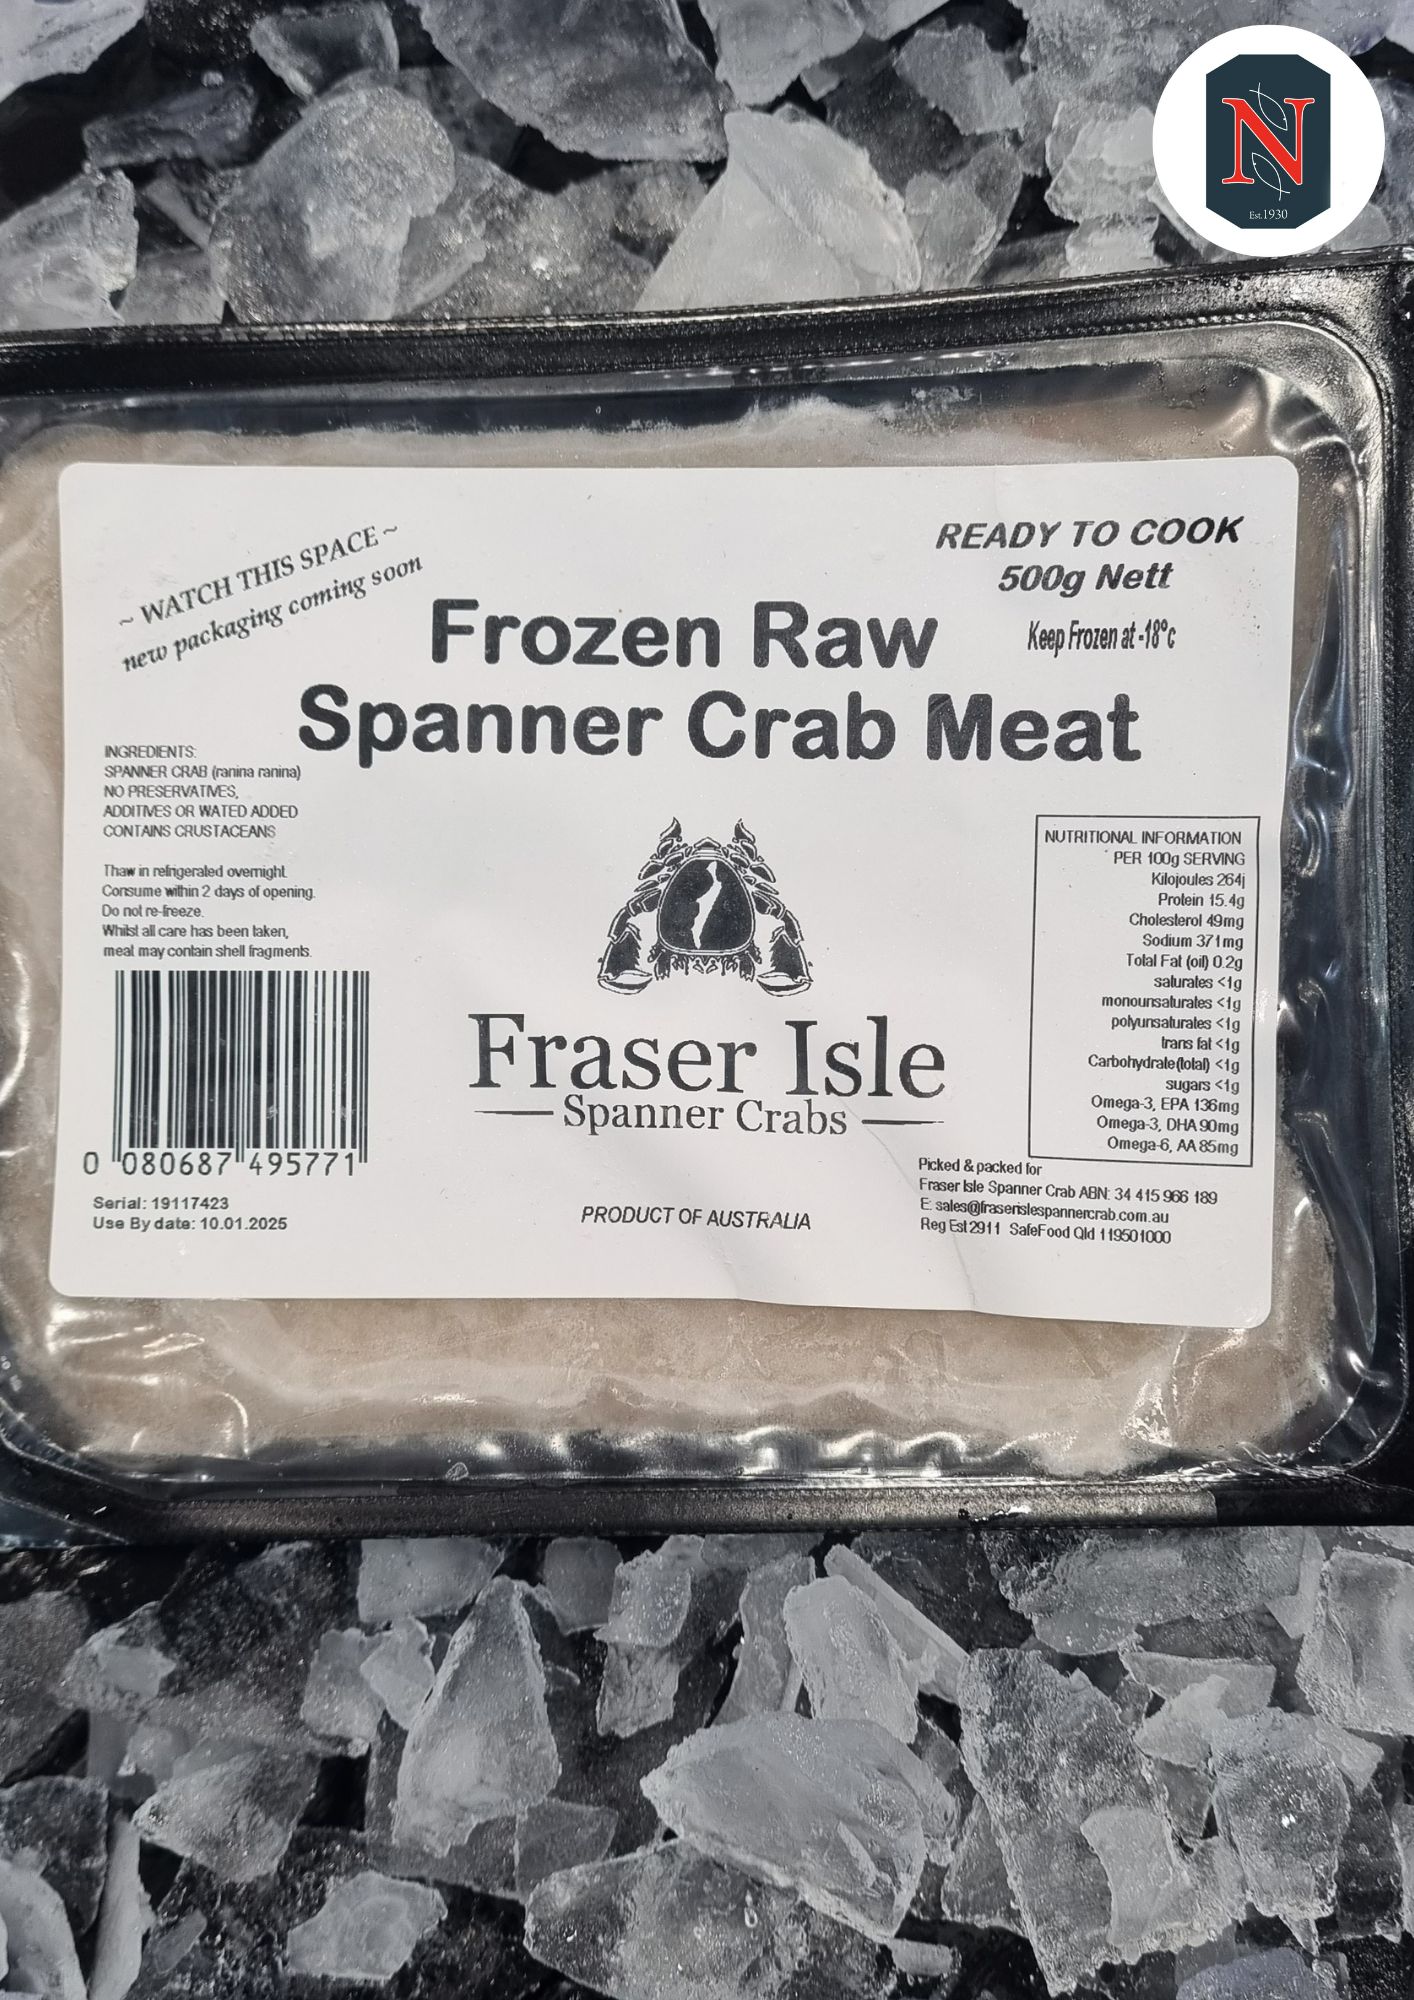 N
Est.1930
~ WATCH THIS SPACE ~
new packaging coming soon
READY TO COOK
500g Nett
Keep Frozen at -18°c
Frozen Raw
Spanner Crab Meat
INGREDIENTS:
SPANNER CRAB (ranina ranina)
NO PRESERVATIVES,
ADDITIVES OR WATED ADDED
CONTAINS CRUSTACEANS
Thaw in refrigerated overnight.
Consume within 2 days of opening.
Do not re-freeze.
Whilst all care has been taken,
meat may contain shell fragments.
0 080687 495771
Serial: 19117423
Use By date: 10.01.2025
Fraser Isle
Spanner Crabs
PRODUCT OF AUSTRALIA
NUTRITIONAL INFORMATION
PER 100g SERVING
Kilojoules 264j
Protein 15.4g
Cholesterol 49mg
Sodium 371mg
Total Fat (oil) 0.2g
saturates <1g
monounsaturates <1g
polyunsaturates <1g
trans fat <1g
Carbohydrate(total) <1g
sugars <1g
Omega-3, EPA 136mg
Omega-3, DHA 90mg
Omega-6, AA 85mg
Picked & packed for
Fraser Isle Spanner Crab ABN: 34 415 966 189
E: sales@fraserislespannercrab.com.au
Reg Est 2911 SafeFood Qld 119501000